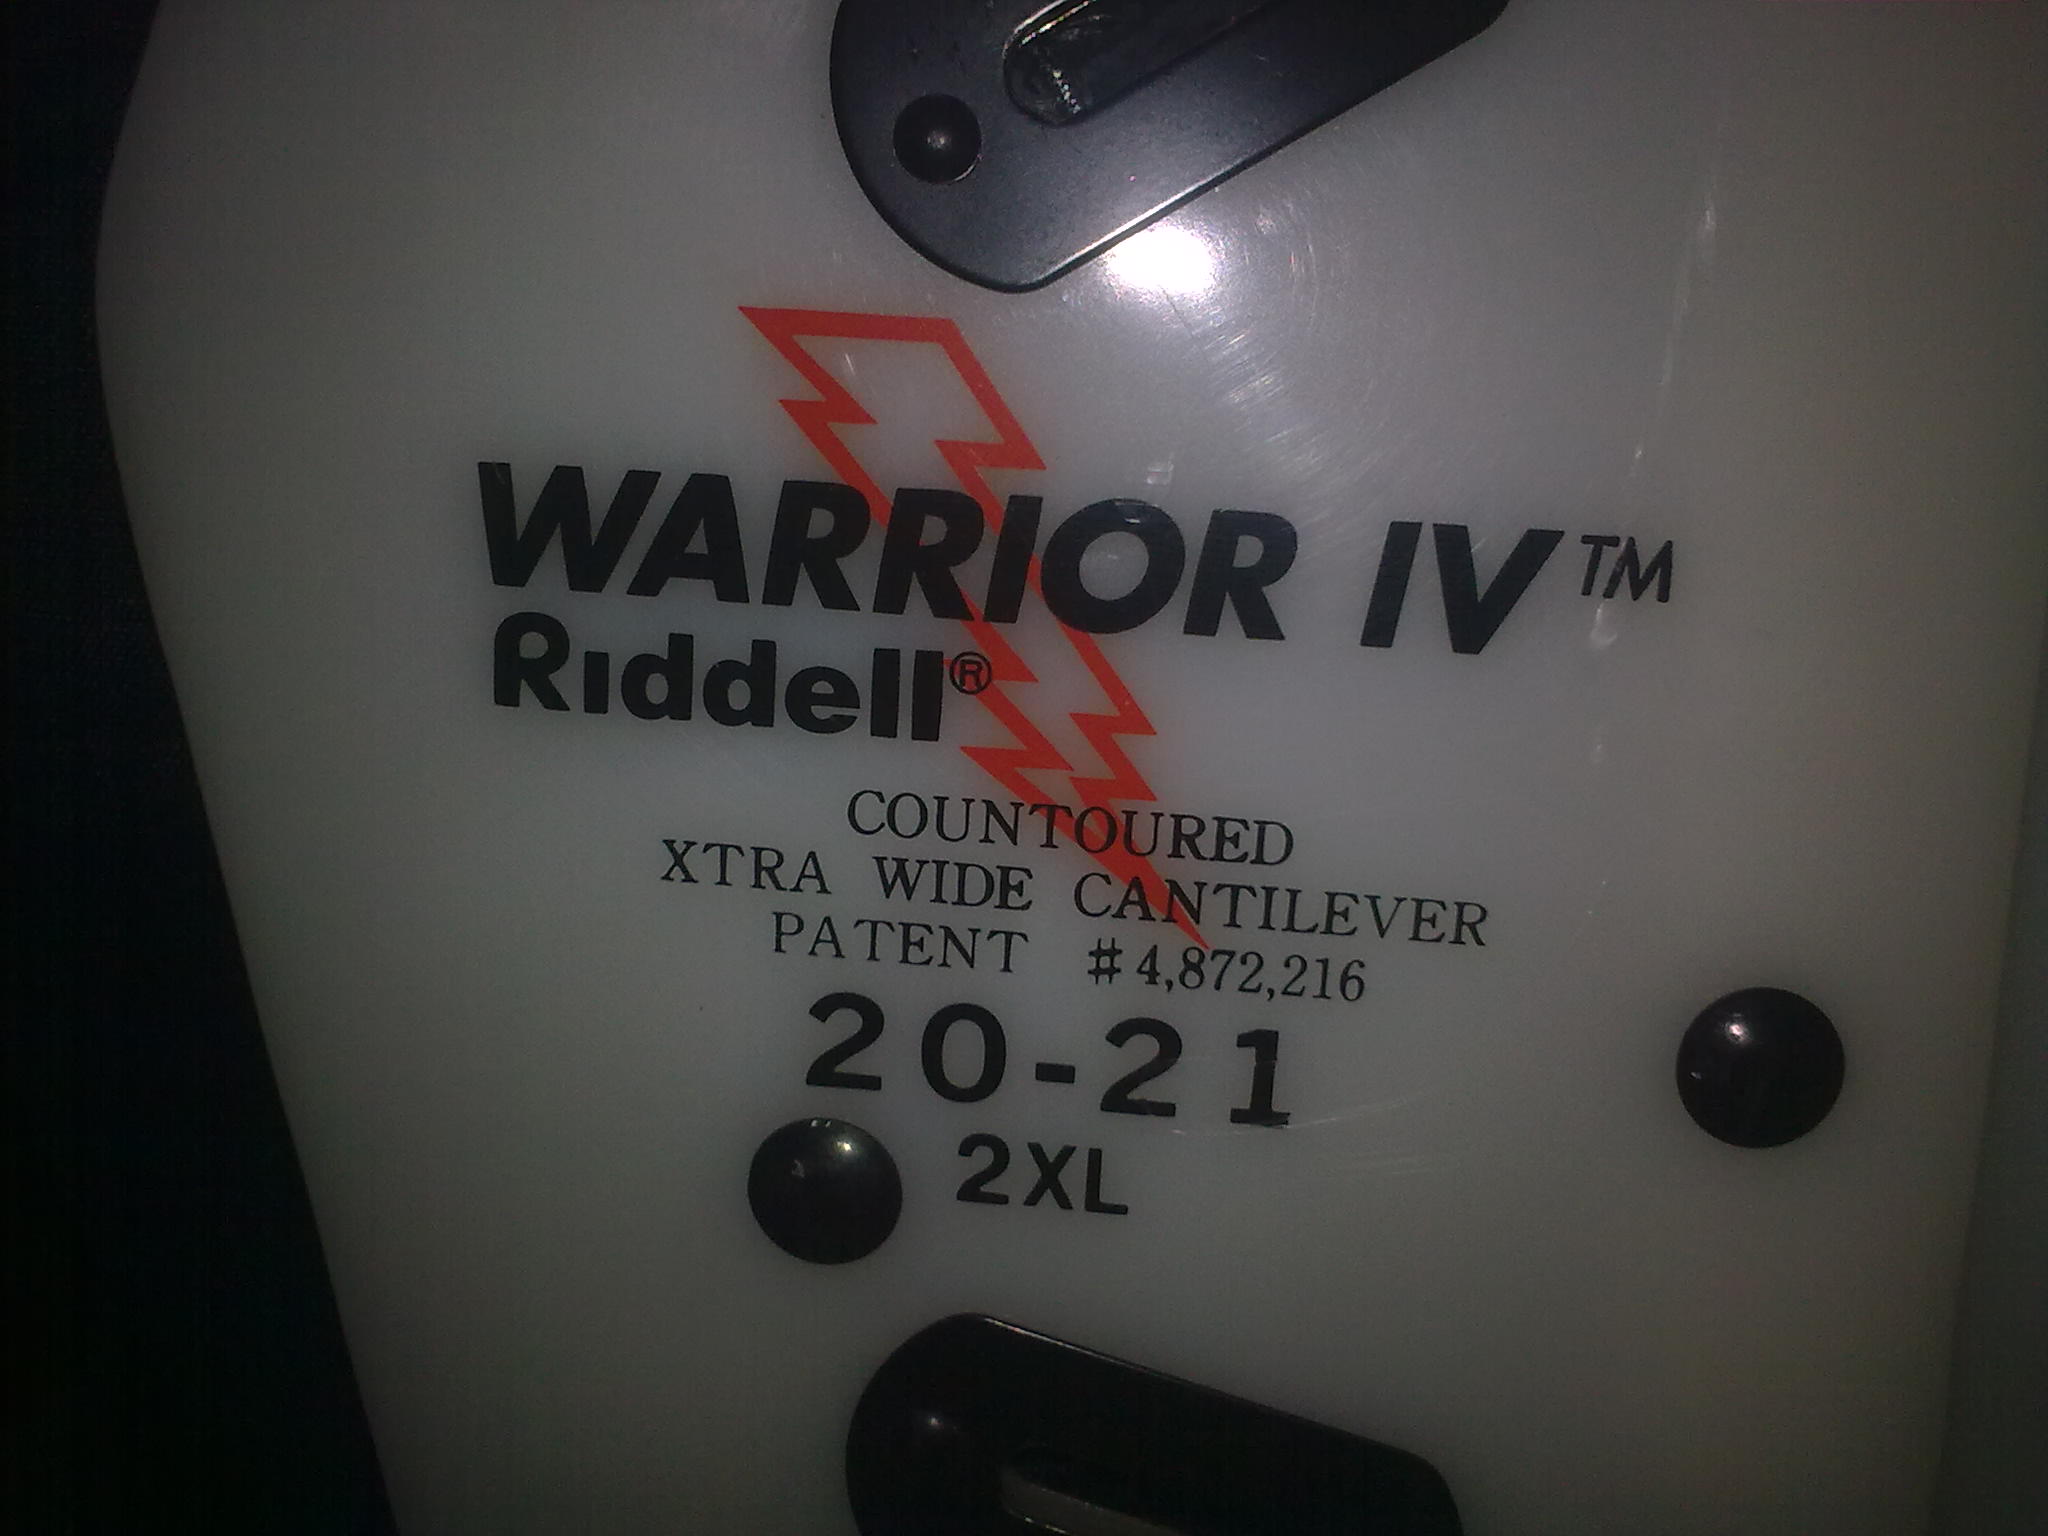 WARRIOR IV™
Riddell®
COUNTOURED
XTRA WIDE CANTILEVER
PATENT #4,872,216
20-21
2XL